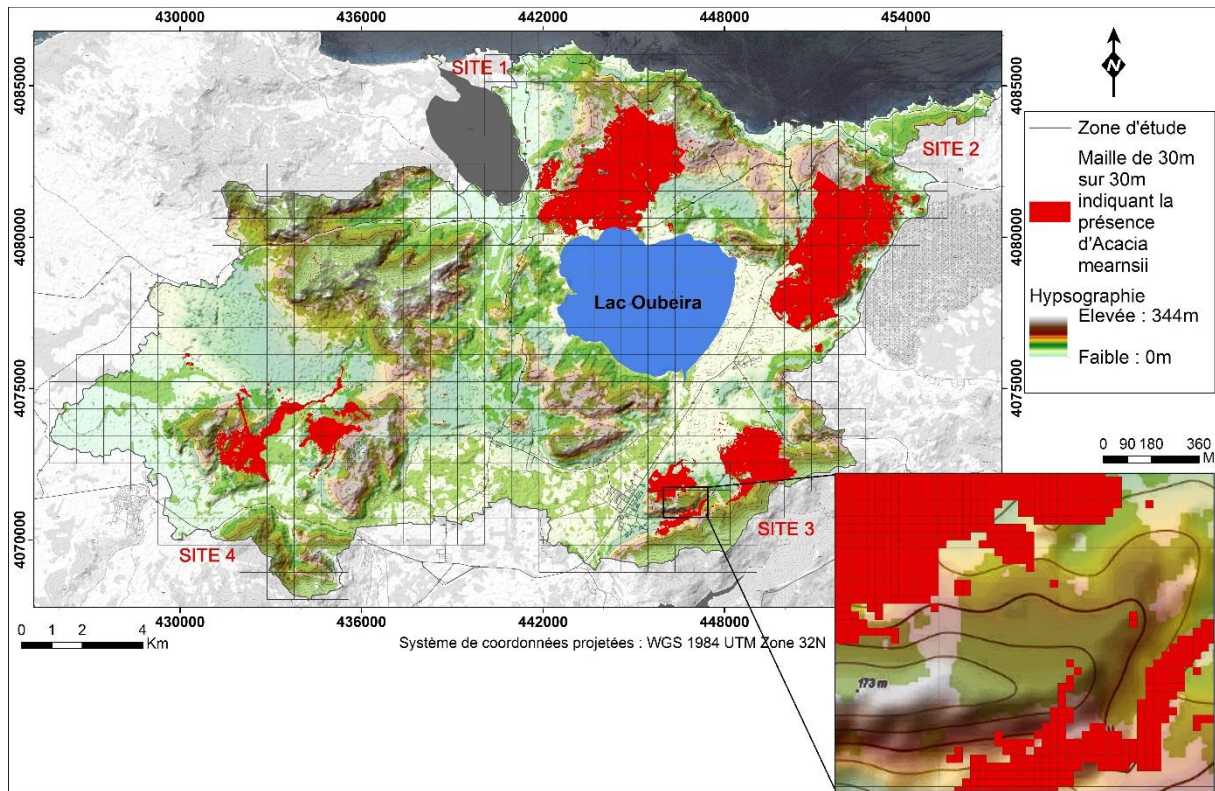 430000 436000 442000 448000 454000
4085000
4080000
4075000
4070000
SITE 1
SITE 2
Lac Oubeira
SITE 3
SITE 4
4085000
4080000
4075000
430000 436000 442000 448000
N
Zone d'étude
Maille de 30m
sur 30m
indiquant la
présence
d'Acacia
mearnsii
Hypsographie
Elevée : 344m
Faible : 0m
0 90 180 360
M
173 m
0 1 2 4
Km
Système de coordonnées projetées : WGS 1984 UTM Zone 32N